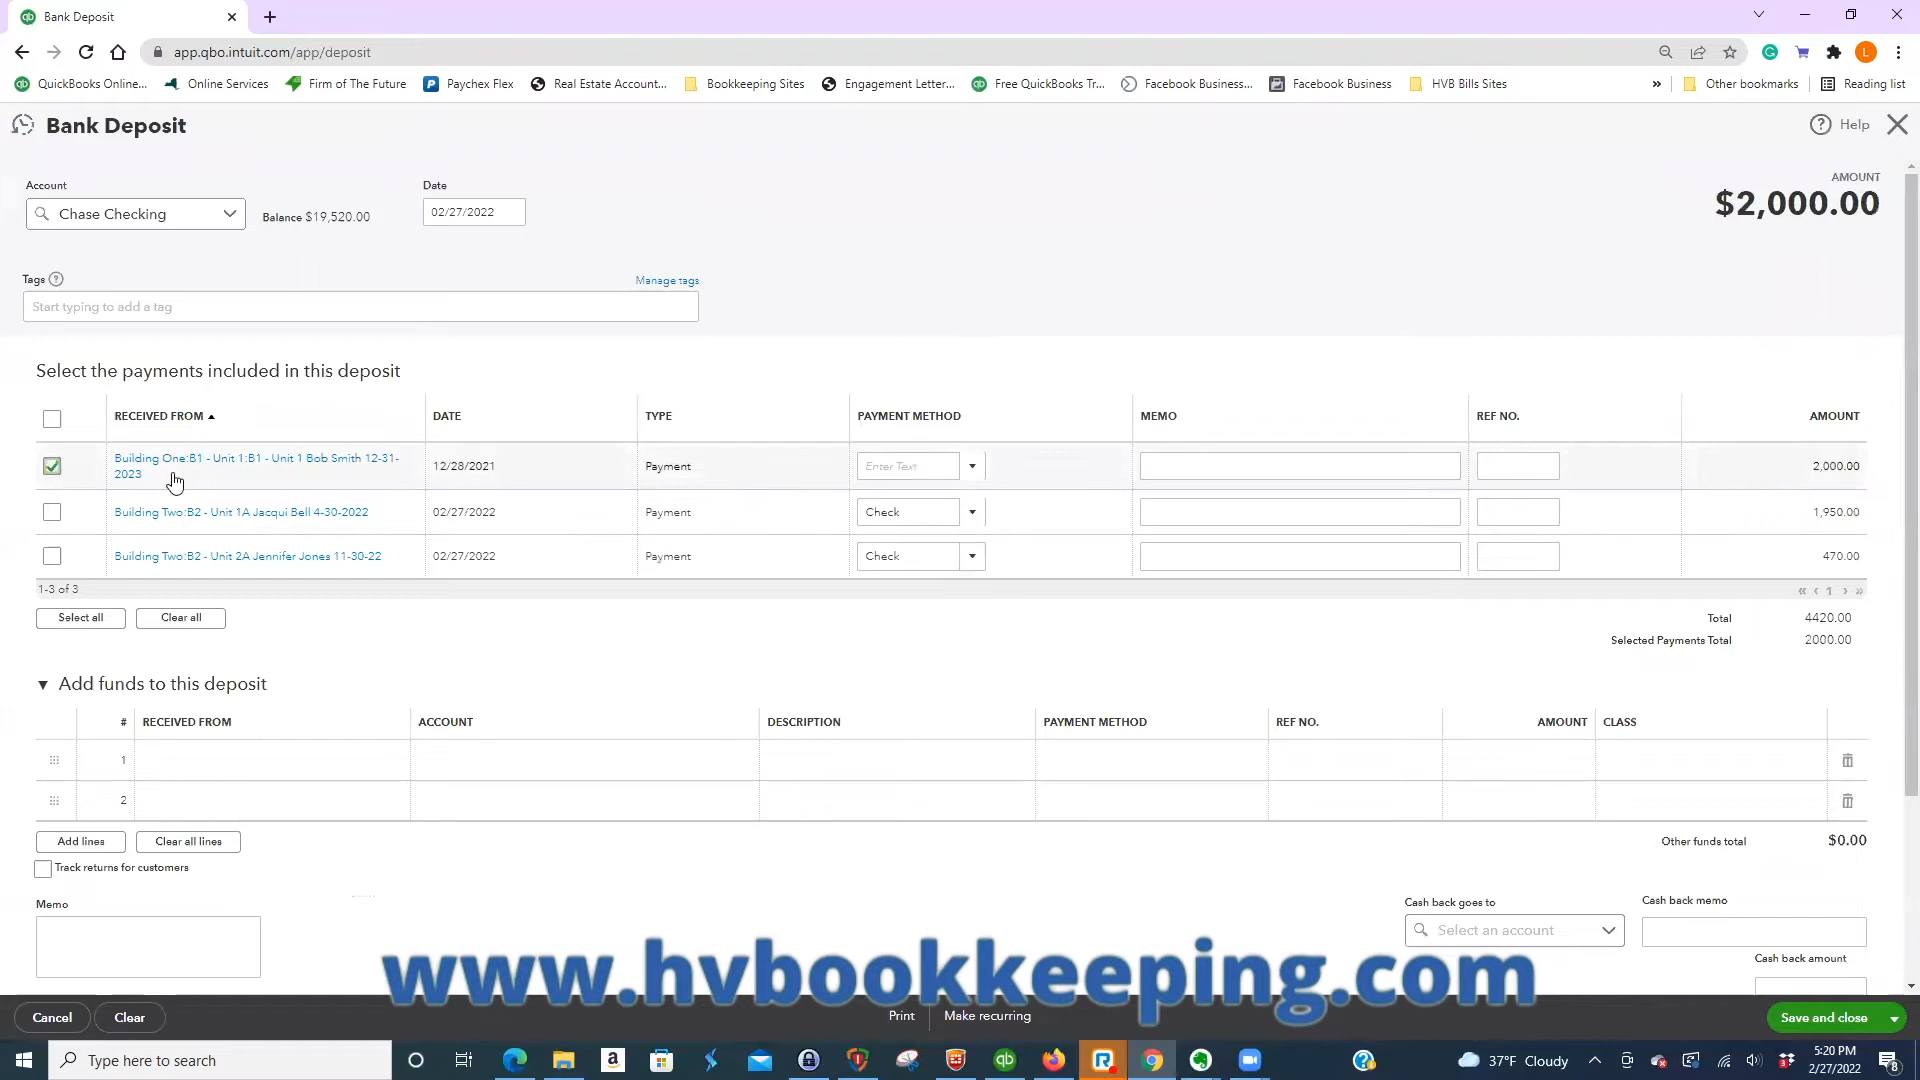 Bank Deposit
app.qbo.intuit.com/app/deposit
L
QuickBooks Online...
Online Services
Firm of The Future
Paychex Flex
Real Estate Account...
Bookkeeping Sites
Engagement Letter...
Free QuickBooks Tr...
Facebook Business...
Facebook Business
HVB Bills Sites
»
Other bookmarks
Reading list
Bank Deposit
Help
Account
Chase Checking
Balance $19,520.00
Date
02/27/2022
AMOUNT
$2,000.00
Tags
Manage tags
Start typing to add a tag
Select the payments included in this deposit
RECEIVED FROM DATE TYPE PAYMENT METHOD MEMO REF NO. AMOUNT
Building One:B1 - Unit 1:B1 - Unit 1 Bob Smith 12-31-
2023
12/28/2021 Payment Enter Text 2,000.00
Building Two:B2 - Unit 1A Jacqui Bell 4-30-2022 02/27/2022 Payment Check 1,950.00
Building Two:B2 - Unit 2A Jennifer Jones 11-30-22 02/27/2022 Payment Check 470.00
1-3 of 3
« ‹ 1 › »
Select all Clear all
Total 4420.00
Selected Payments Total 2000.00
Add funds to this deposit
# RECEIVED FROM ACCOUNT DESCRIPTION PAYMENT METHOD REF NO. AMOUNT CLASS
1
2
Add lines Clear all lines
Other funds total $0.00
Track returns for customers
Memo
Cash back goes to
Select an account
Cash back memo
Cash back amount
www.hvbookkeeping.com
Cancel Clear Print Make recurring Save and close
Type here to search
37°F Cloudy
5:20 PM
2/27/2022
8